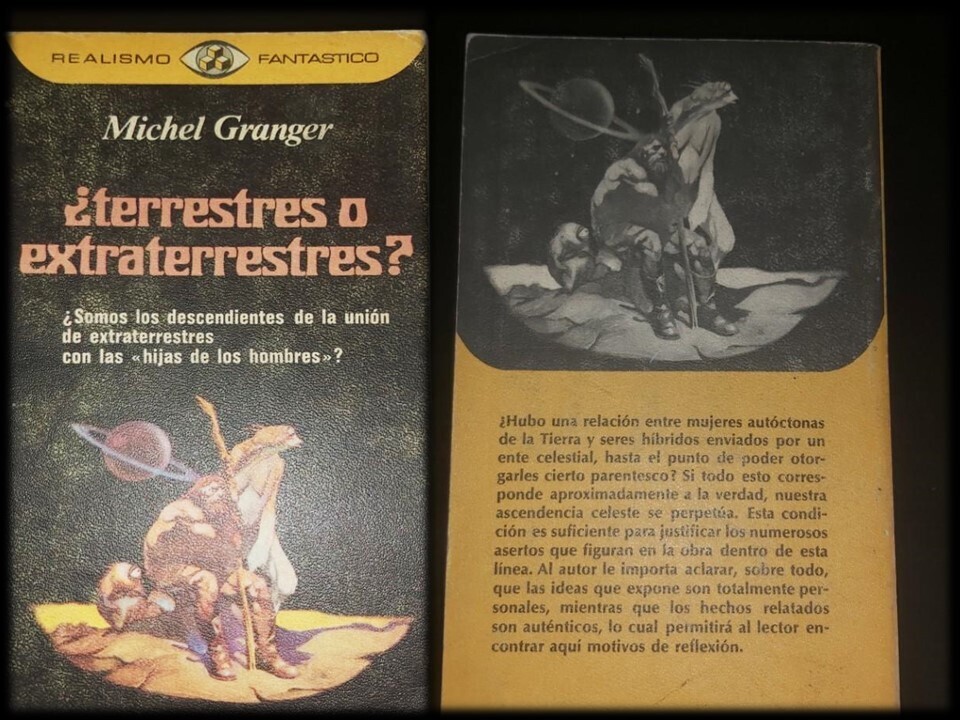 REALISMO FANTASTICO
Michel Granger
¿terrestres o
extraterrestres?
¿Somos los descendientes de la unión
de extraterrestres
con las «hijas de los hombres»?
¿Hubo una relación entre mujeres autóctonas
de la Tierra y seres híbridos enviados por un
ente celestial, hasta el punto de poder otor-
garles cierto parentesco? Si todo esto corres-
ponde aproximadamente a la verdad, nuestra
ascendencia celeste se perpetúa. Esta condi-
ción es suficiente para justificar los numerosos
asertos que figuran en la obra dentro de esta
línea. Al autor le importa aclarar, sobre todo,
que las ideas que expone son totalmente per-
sonales, mientras que los hechos relatados
son auténticos, lo cual permitirá al lector en-
contrar aquí motivos de reflexión.